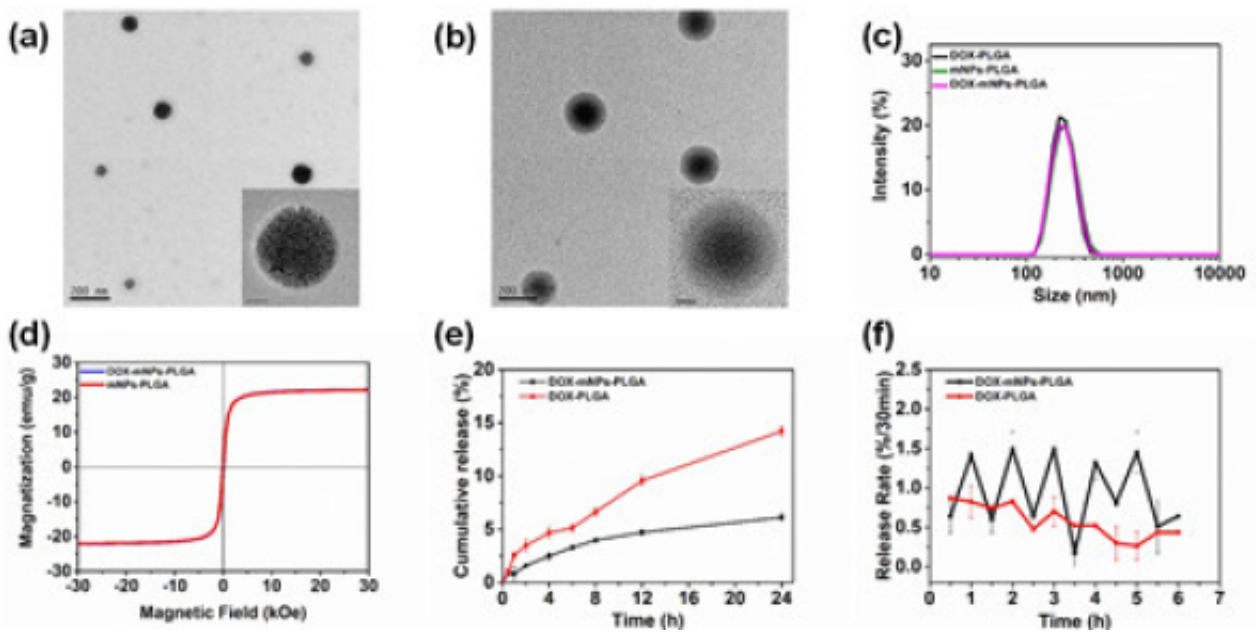 (a)
200 nm
(b)
200
(c)
DOX-PLGA
mNPs-PLGA
DOX-mNPs-PLGA
Intensity (%)
30
20
10
0
10 100 1000 10000
Size (nm)
(d)
DOX-mNPs-PLGA
mNPs-PLGA
Magnatization (emu/g)
30
20
10
0
-10
-20
-30
-30 -20 -10 0 10 20 30
Magnetic Field (kOe)
(e)
DOX-mNPs-PLGA
DOX-PLGA
Cumulative release (%)
20
15
10
5
0
0 4 8 12 16 20 24
Time (h)
(f)
DOX-mNPs-PLGA
DOX-PLGA
Release Rate (%/30min)
2.5
2.0
1.5
1.0
0.5
0.0
0 1 2 3 4 5 6 7
Time (h)